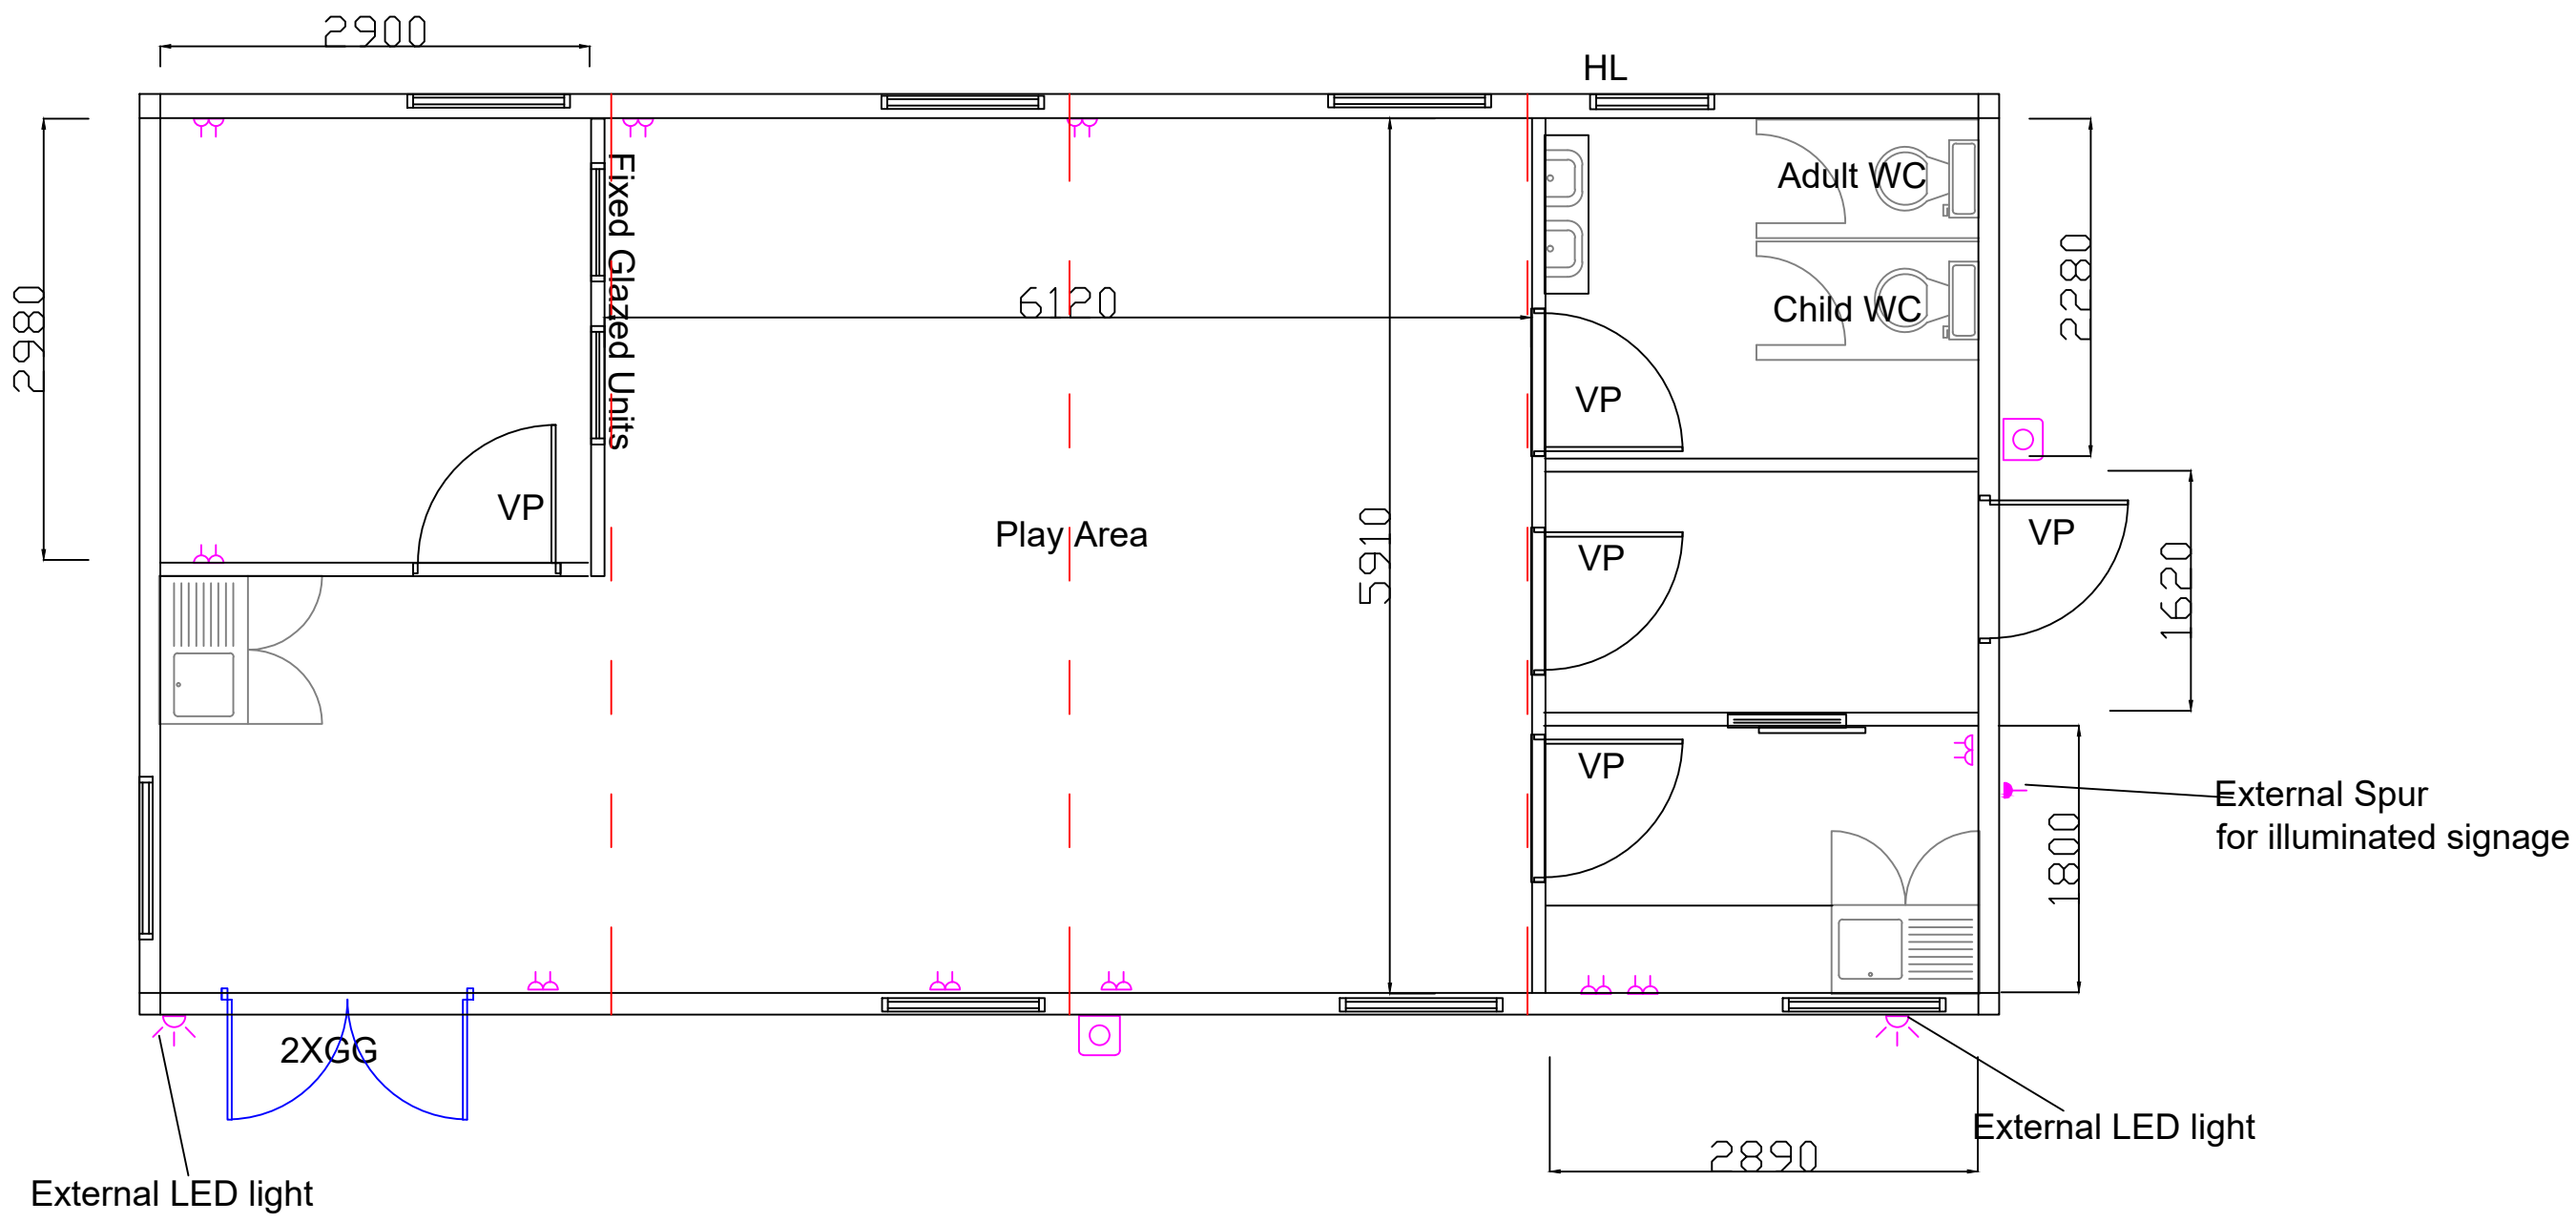 2900
HL
Adult WC
Fixed Glazed Units
2280
2980
6120
Child WC
VP
VP
5910
Play Area
VP
VP
1620
VP
External Spur
for illuminated signage
1800
2XGG
External LED light
2890
External LED light